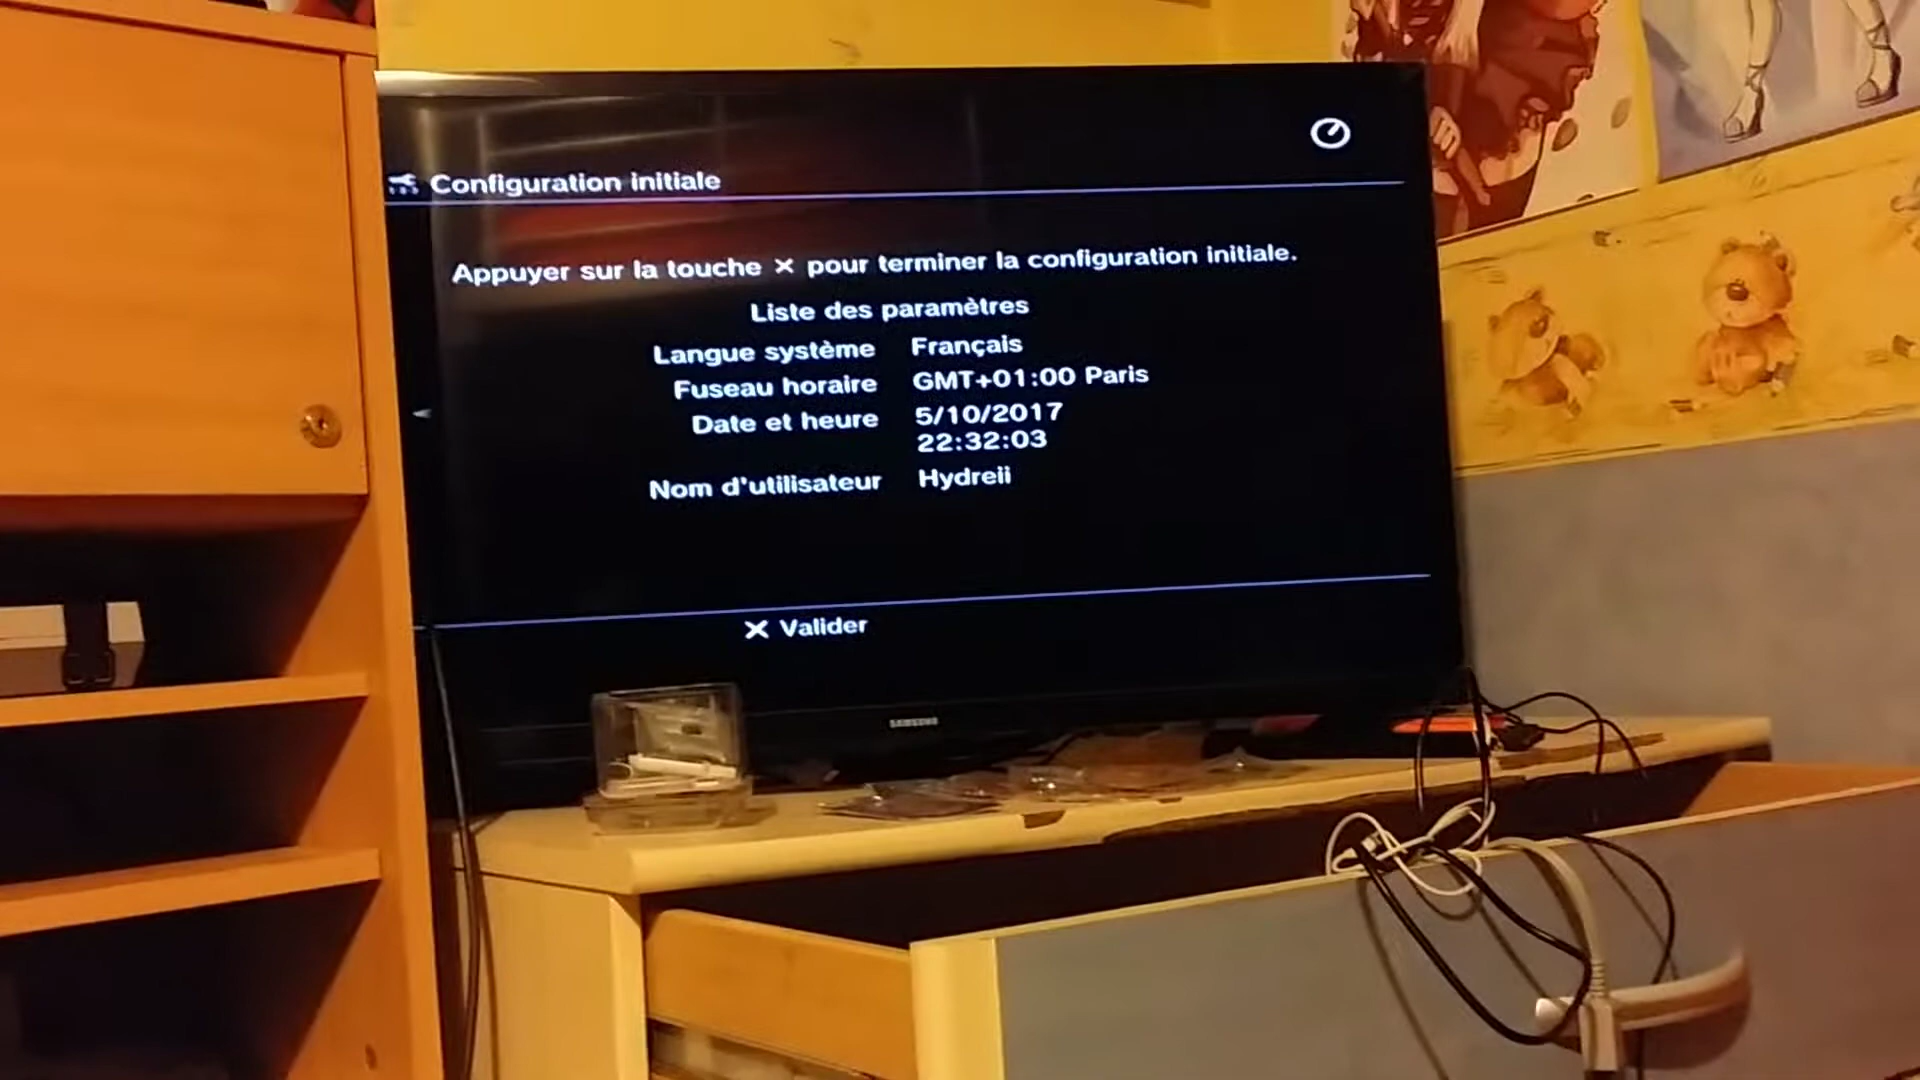 Configuration initiale
Appuyer sur la touche ✕ pour terminer la configuration initiale.
Liste des paramètres
Langue système Français
Fuseau horaire GMT+01:00 Paris
Date et heure 5/10/2017
22:32:03
Nom d'utilisateur Hydreii
✕ Valider
SAMSUNG